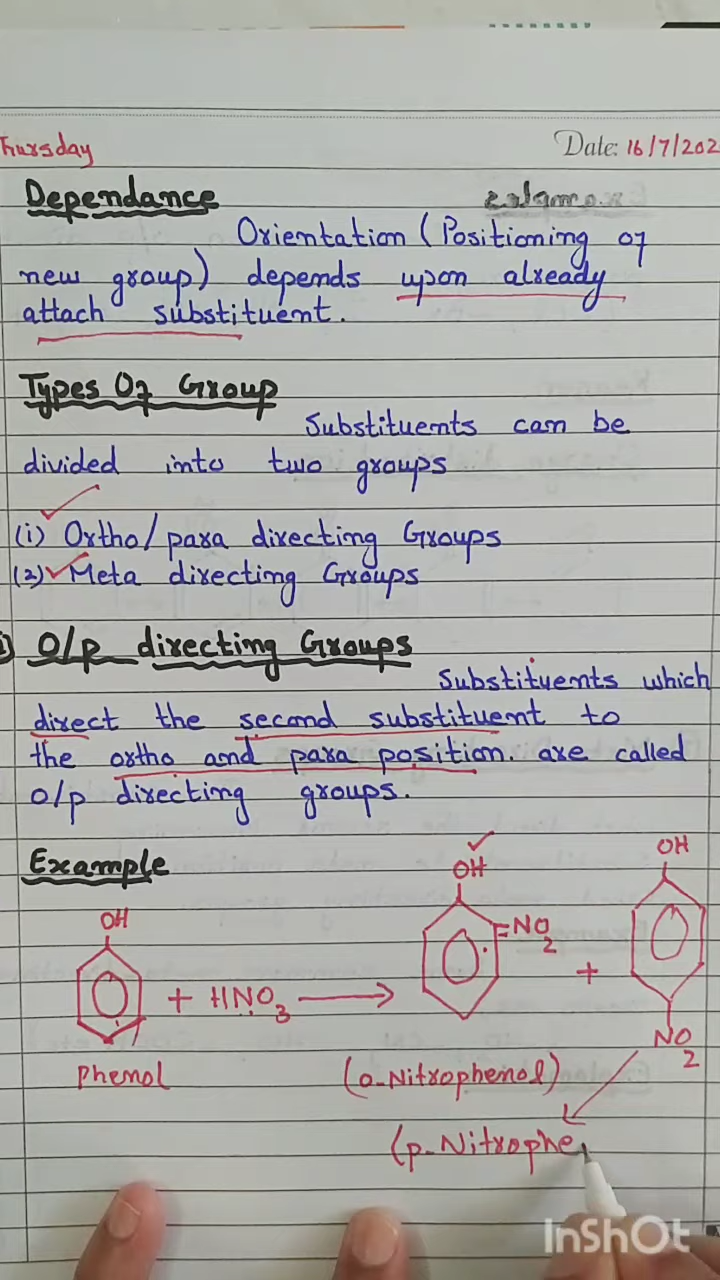 Thursday
Date: 16/7/202
Dependance
Orientation (Positioning of
new group) depends upon already
attach substituent.
Types Of Group
Substituents can be
divided into two groups
(i) Ortho/para directing Groups
(2) Meta directing Groups
O/p directing Groups
Substituents which
direct the second substituent to
the ortho and para position. are called
o/p directing groups.
Example
OH
OH
OH
NO2
+ HNO3
+
NO2
Phenol
(o-Nitrophenol)
(p-Nitrophe
InShOt